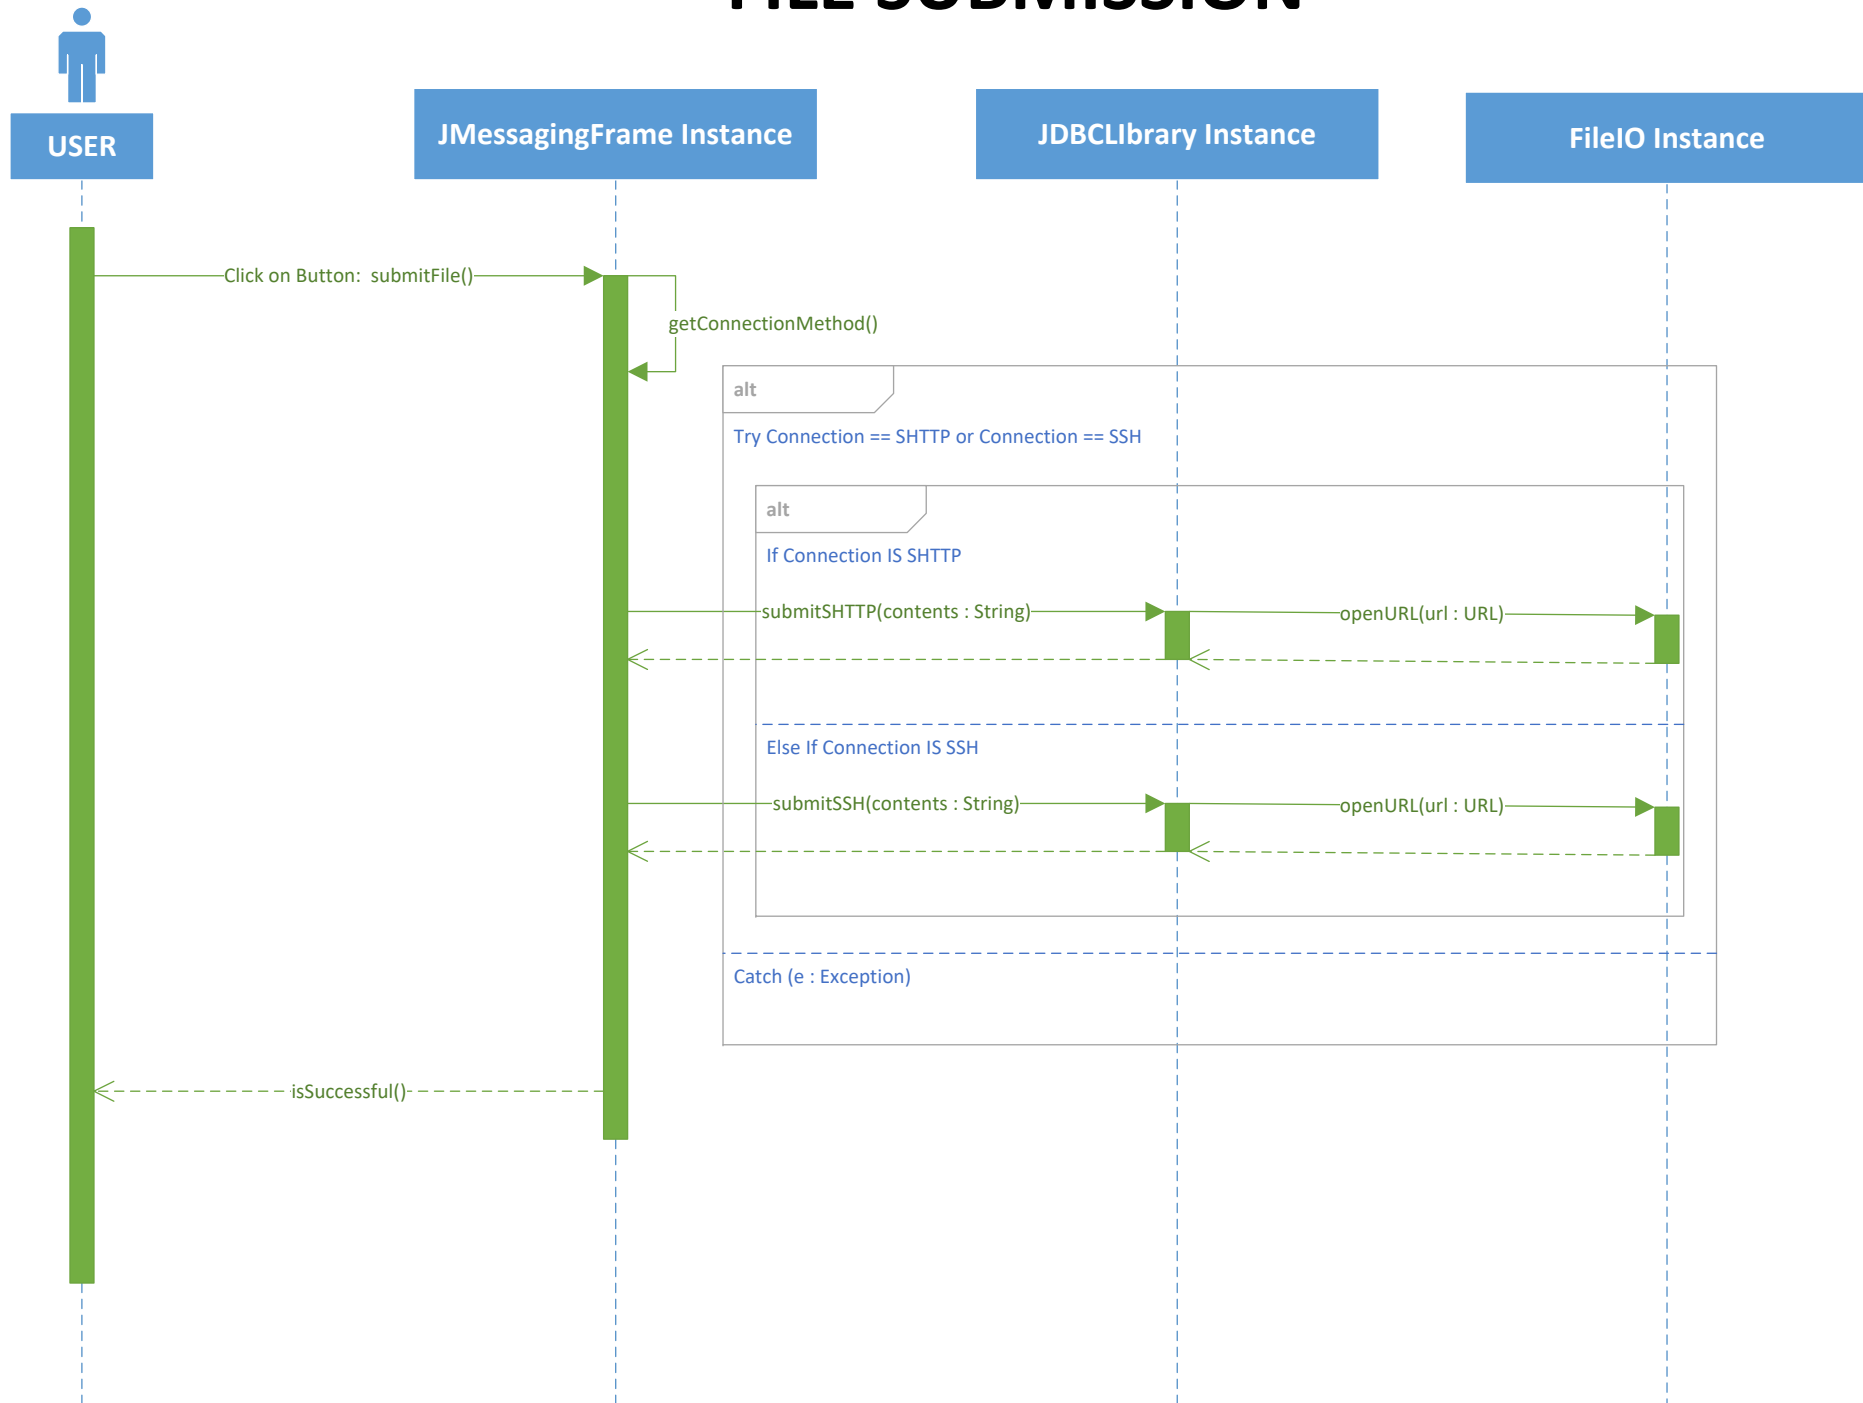 FILE SUBMISSION
USER
JMessagingFrame Instance
JDBCLIbrary Instance
FileIO Instance
Click on Button:  submitFile()
getConnectionMethod()
alt
Try Connection == SHTTP or Connection == SSH
alt
If Connection IS SHTTP
submitSHTTP(contents : String)
openURL(url : URL)
Else If Connection IS SSH
submitSSH(contents : String)
openURL(url : URL)
Catch (e : Exception)
isSuccessful()